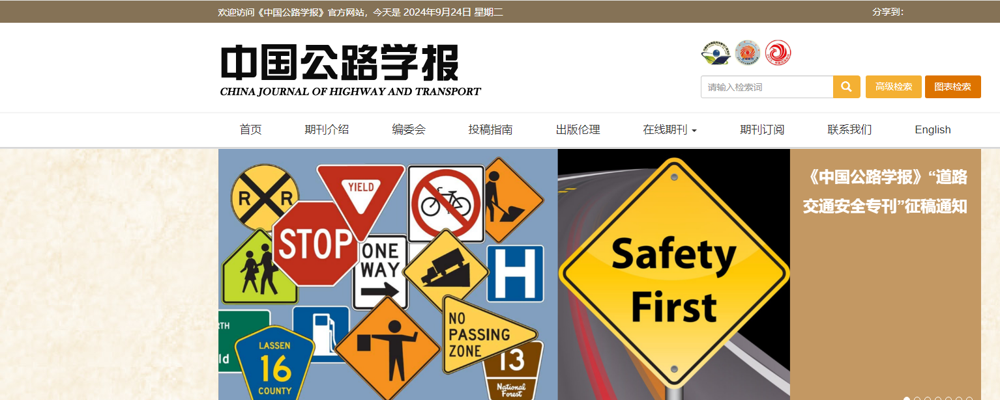 欢迎访问《中国公路学报》官方网站，今天是 2024年9月24日 星期二
分享到：
中国公路学报
CHINA JOURNAL OF HIGHWAY AND TRANSPORT
请输入检索词
高级检索
图表检索
首页
期刊介绍
编委会
投稿指南
出版伦理
在线期刊
期刊订阅
联系我们
English
R R
YIELD
STOP
ONE
WAY
H
NO
PASSING
ZONE
RTH
ld
LASSEN
16
COUNTY
13
National
Forest
Safety
First
《中国公路学报》“道路
交通安全专刊”征稿通知